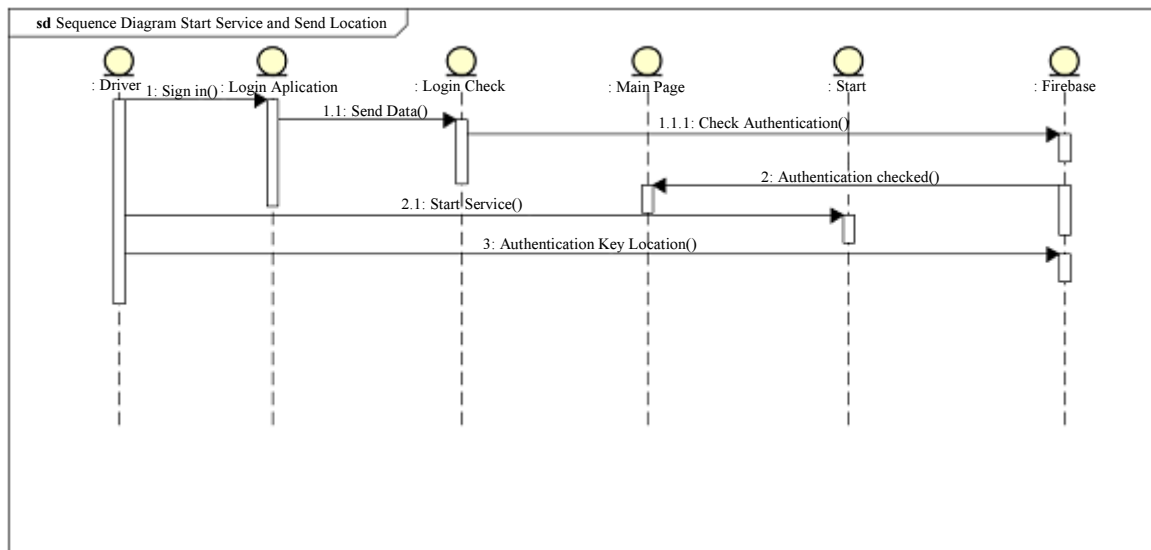 sd Sequence Diagram Start Service and Send Location
: Driver
: Login Aplication
: Login Check
: Main Page
: Start
: Firebase
1: Sign in()
1.1: Send Data()
1.1.1: Check Authentication()
2: Authentication checked()
2.1: Start Service()
3: Authentication Key Location()